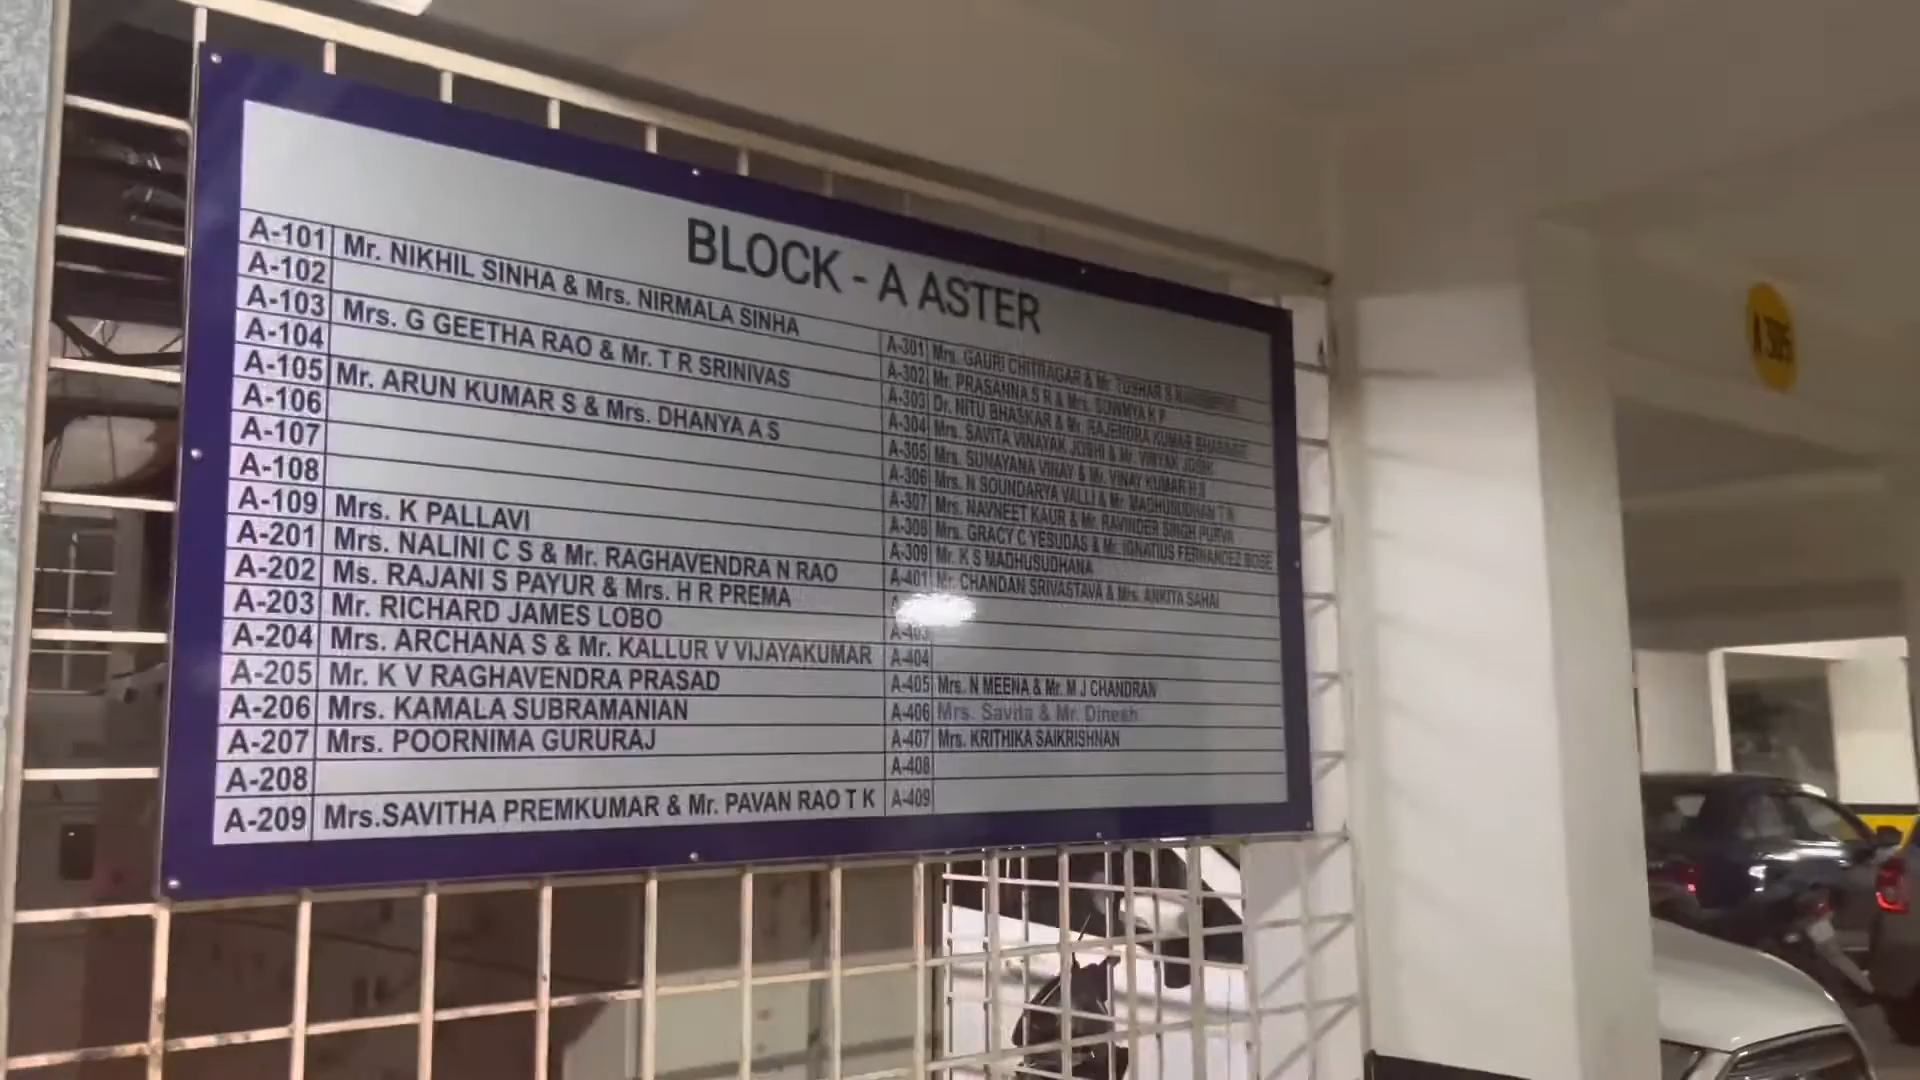 BLOCK - A ASTER
A-101 Mr. NIKHIL SINHA & Mrs. NIRMALA SINHA
A-102
A-103 Mrs. G GEETHA RAO & Mr. T R SRINIVAS
A-104
A-105 Mr. ARUN KUMAR S & Mrs. DHANYA A S
A-106
A-107
A-108
A-109 Mrs. K PALLAVI
A-201 Mrs. NALINI C S & Mr. RAGHAVENDRA N RAO
A-202 Ms. RAJANI S PAYUR & Mrs. H R PREMA
A-203 Mr. RICHARD JAMES LOBO
A-204 Mrs. ARCHANA S & Mr. KALLUR V VIJAYAKUMAR
A-205 Mr. K V RAGHAVENDRA PRASAD
A-206 Mrs. KAMALA SUBRAMANIAN
A-207 Mrs. POORNIMA GURURAJ
A-208
A-209 Mrs.SAVITHA PREMKUMAR & Mr. PAVAN RAO T K
A-301 Mrs. GAURI CHITRAGAR & Mr. TUSHAR S
A-302 Mr. PRASANNA S R & Mrs. SOWMYA K P
A-303 Dr. NITU BHASKAR & Mr. RAJENDRA KUMAR
A-304 Mrs. SAVITA VINAYAK JOSHI & Mr. JOSHI
A-305 Mrs. SUNAYANA VINAY & Mr. VINAY KUMAR
A-306 Mrs. N SOUNDARYA VALLI & Mr. MADHUSUDHAN T N
A-307 Mrs. NAVNEET KAUR & Mr. RAVINDER SINGH PURVA
A-308 Mrs. GRACY C YESUDAS & Mr. IGNATIUS FERNANDEZ BOSE
A-309 Mr. K S MADHUSUDHANA
A-401 Mr. CHANDAN SRIVASTAVA & Mrs. ANKITA SAHAI
A-403
A-404
A-405 Mrs. N MEENA & Mr. M J CHANDRAN
A-406 Mrs. Savita & Mr. Dinesh
A-407 Mrs. KRITHIKA SAIKRISHNAN
A-408
A-409
A 305